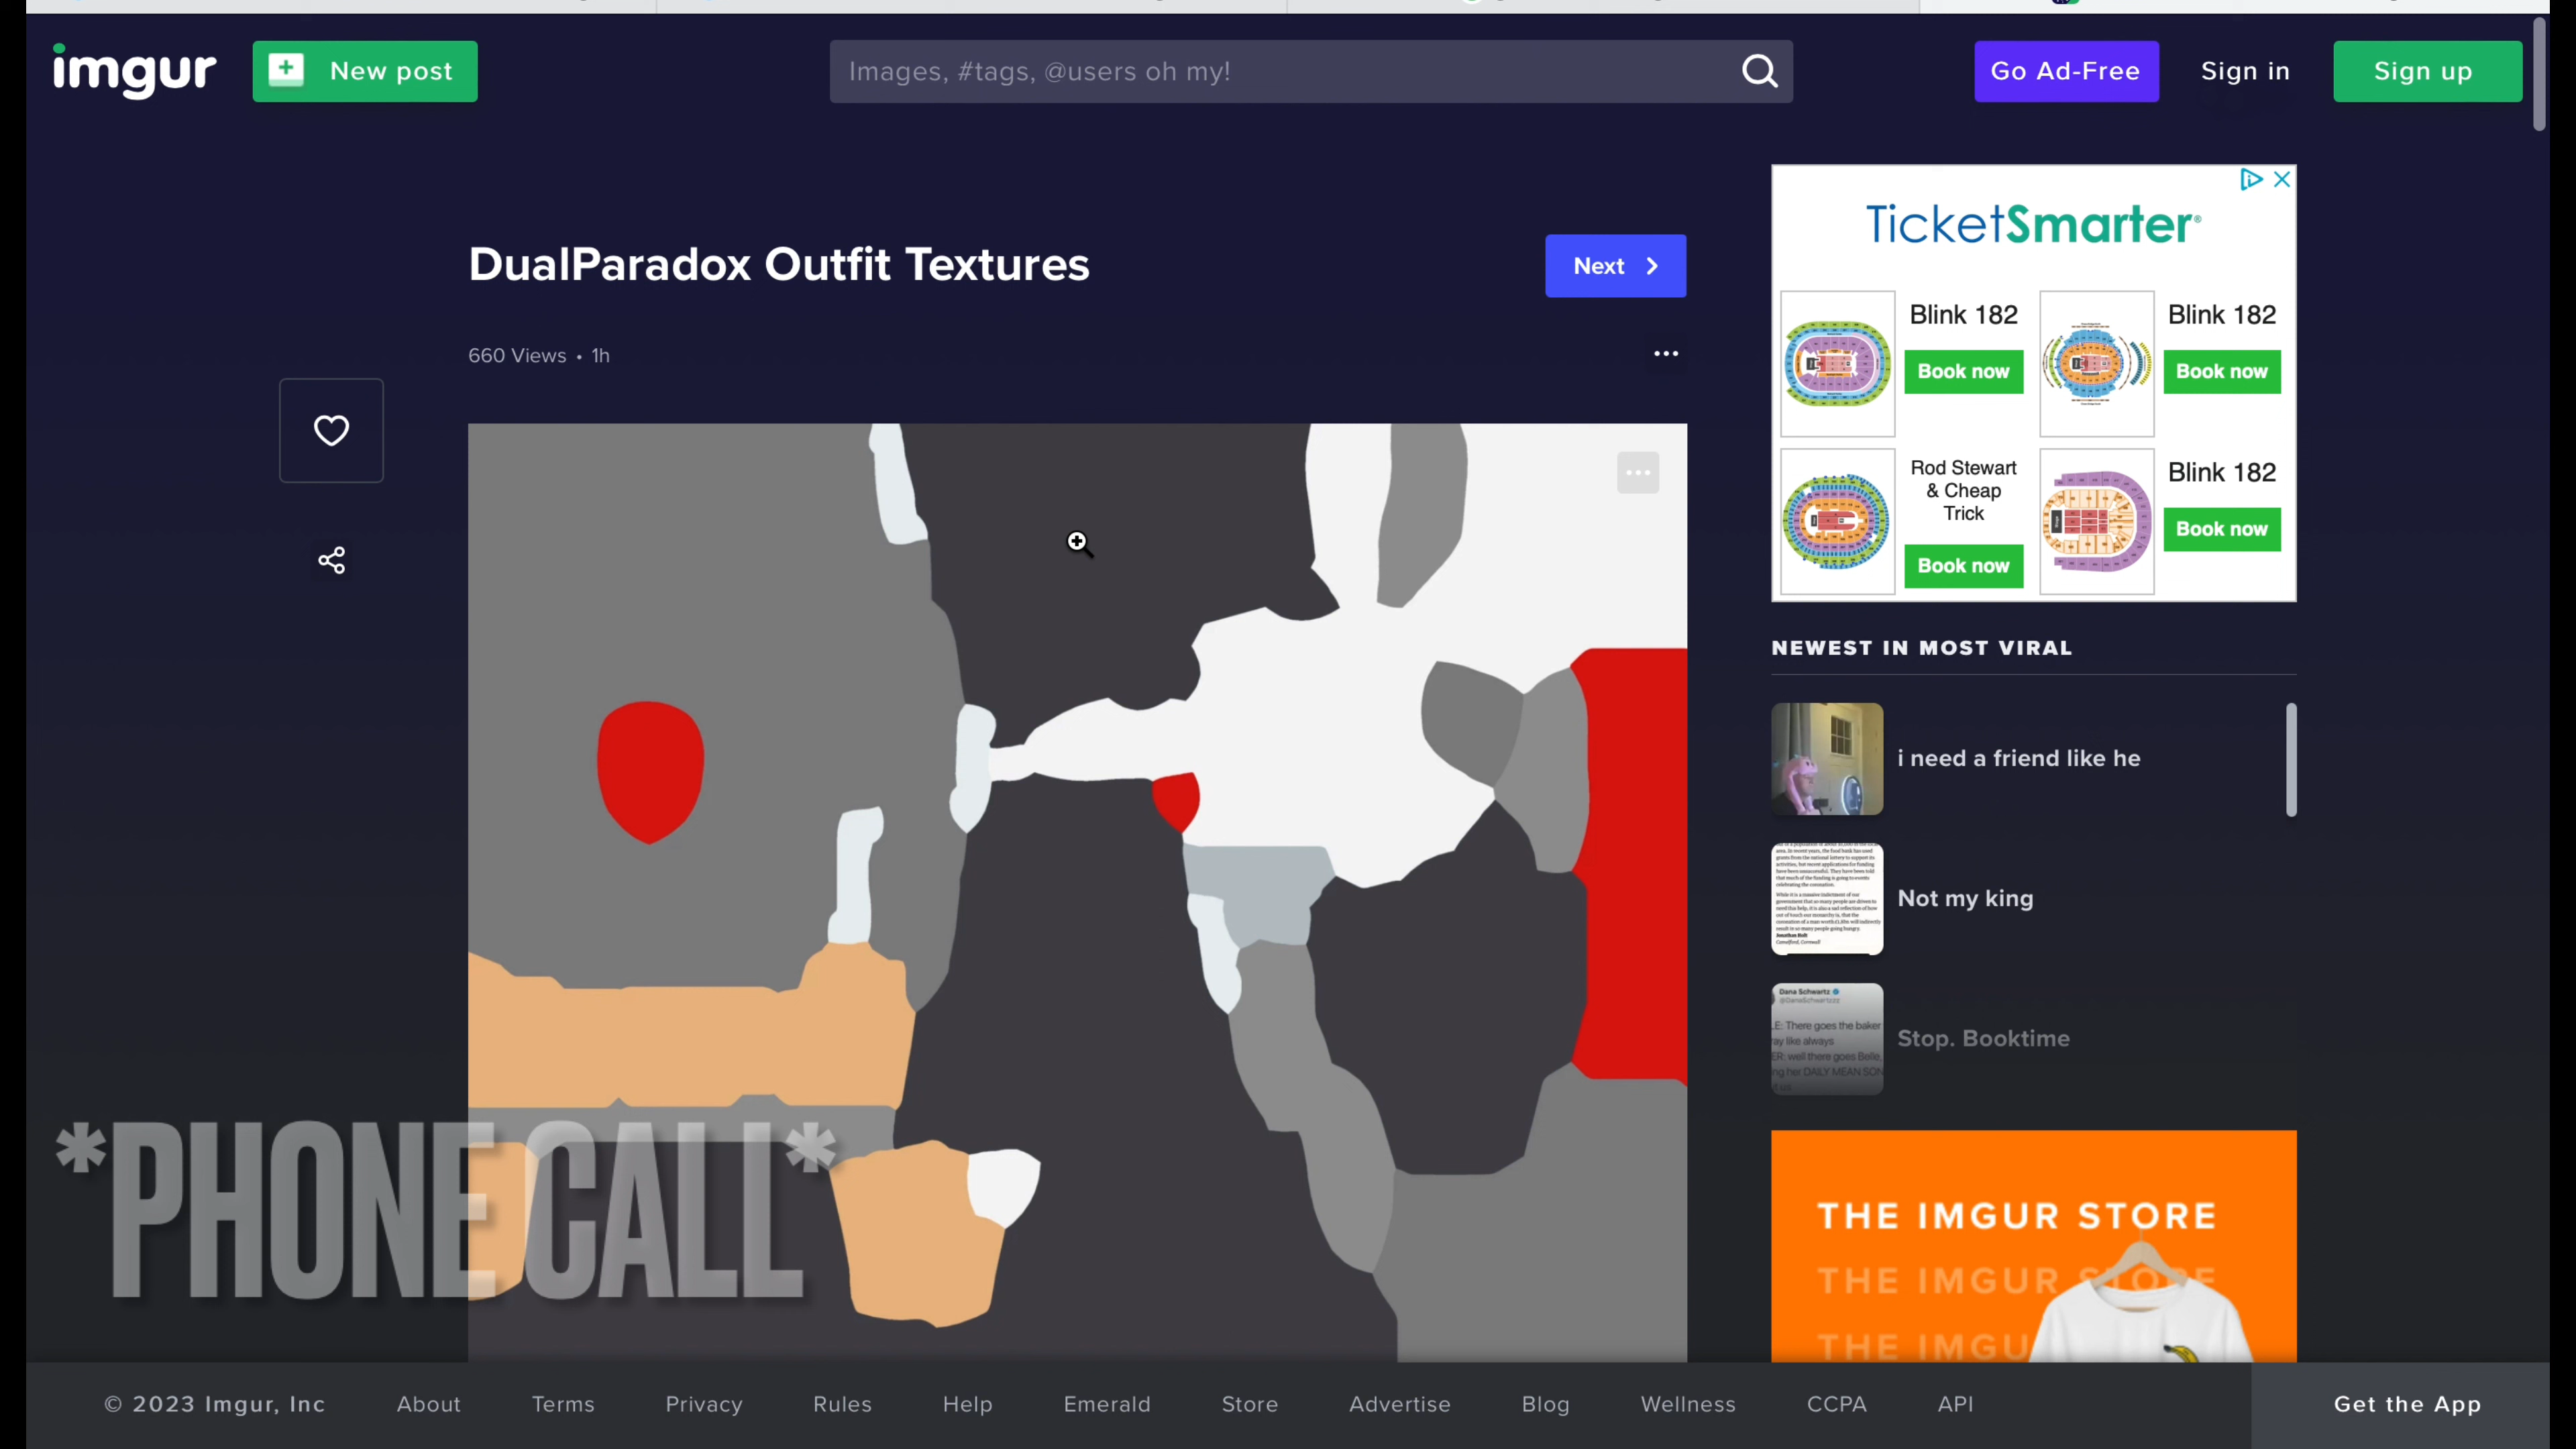 imgur
New post
Images, #tags, @users oh my!
Go Ad-Free
Sign in
Sign up
DualParadox Outfit Textures
Next
660 Views • 1h
TicketSmarter
Blink 182
Book now
Blink 182
Book now
Rod Stewart
& Cheap
Trick
Book now
Blink 182
Book now
NEWEST IN MOST VIRAL
i need a friend like he
Not my king
Dana Schwartz
Stop. Booktime
*PHONE CALL*
THE IMGUR STORE
THE IMGUR STORE
THE IMGU
© 2023 Imgur, Inc
About
Terms
Privacy
Rules
Help
Emerald
Store
Advertise
Blog
Wellness
CCPA
API
Get the App